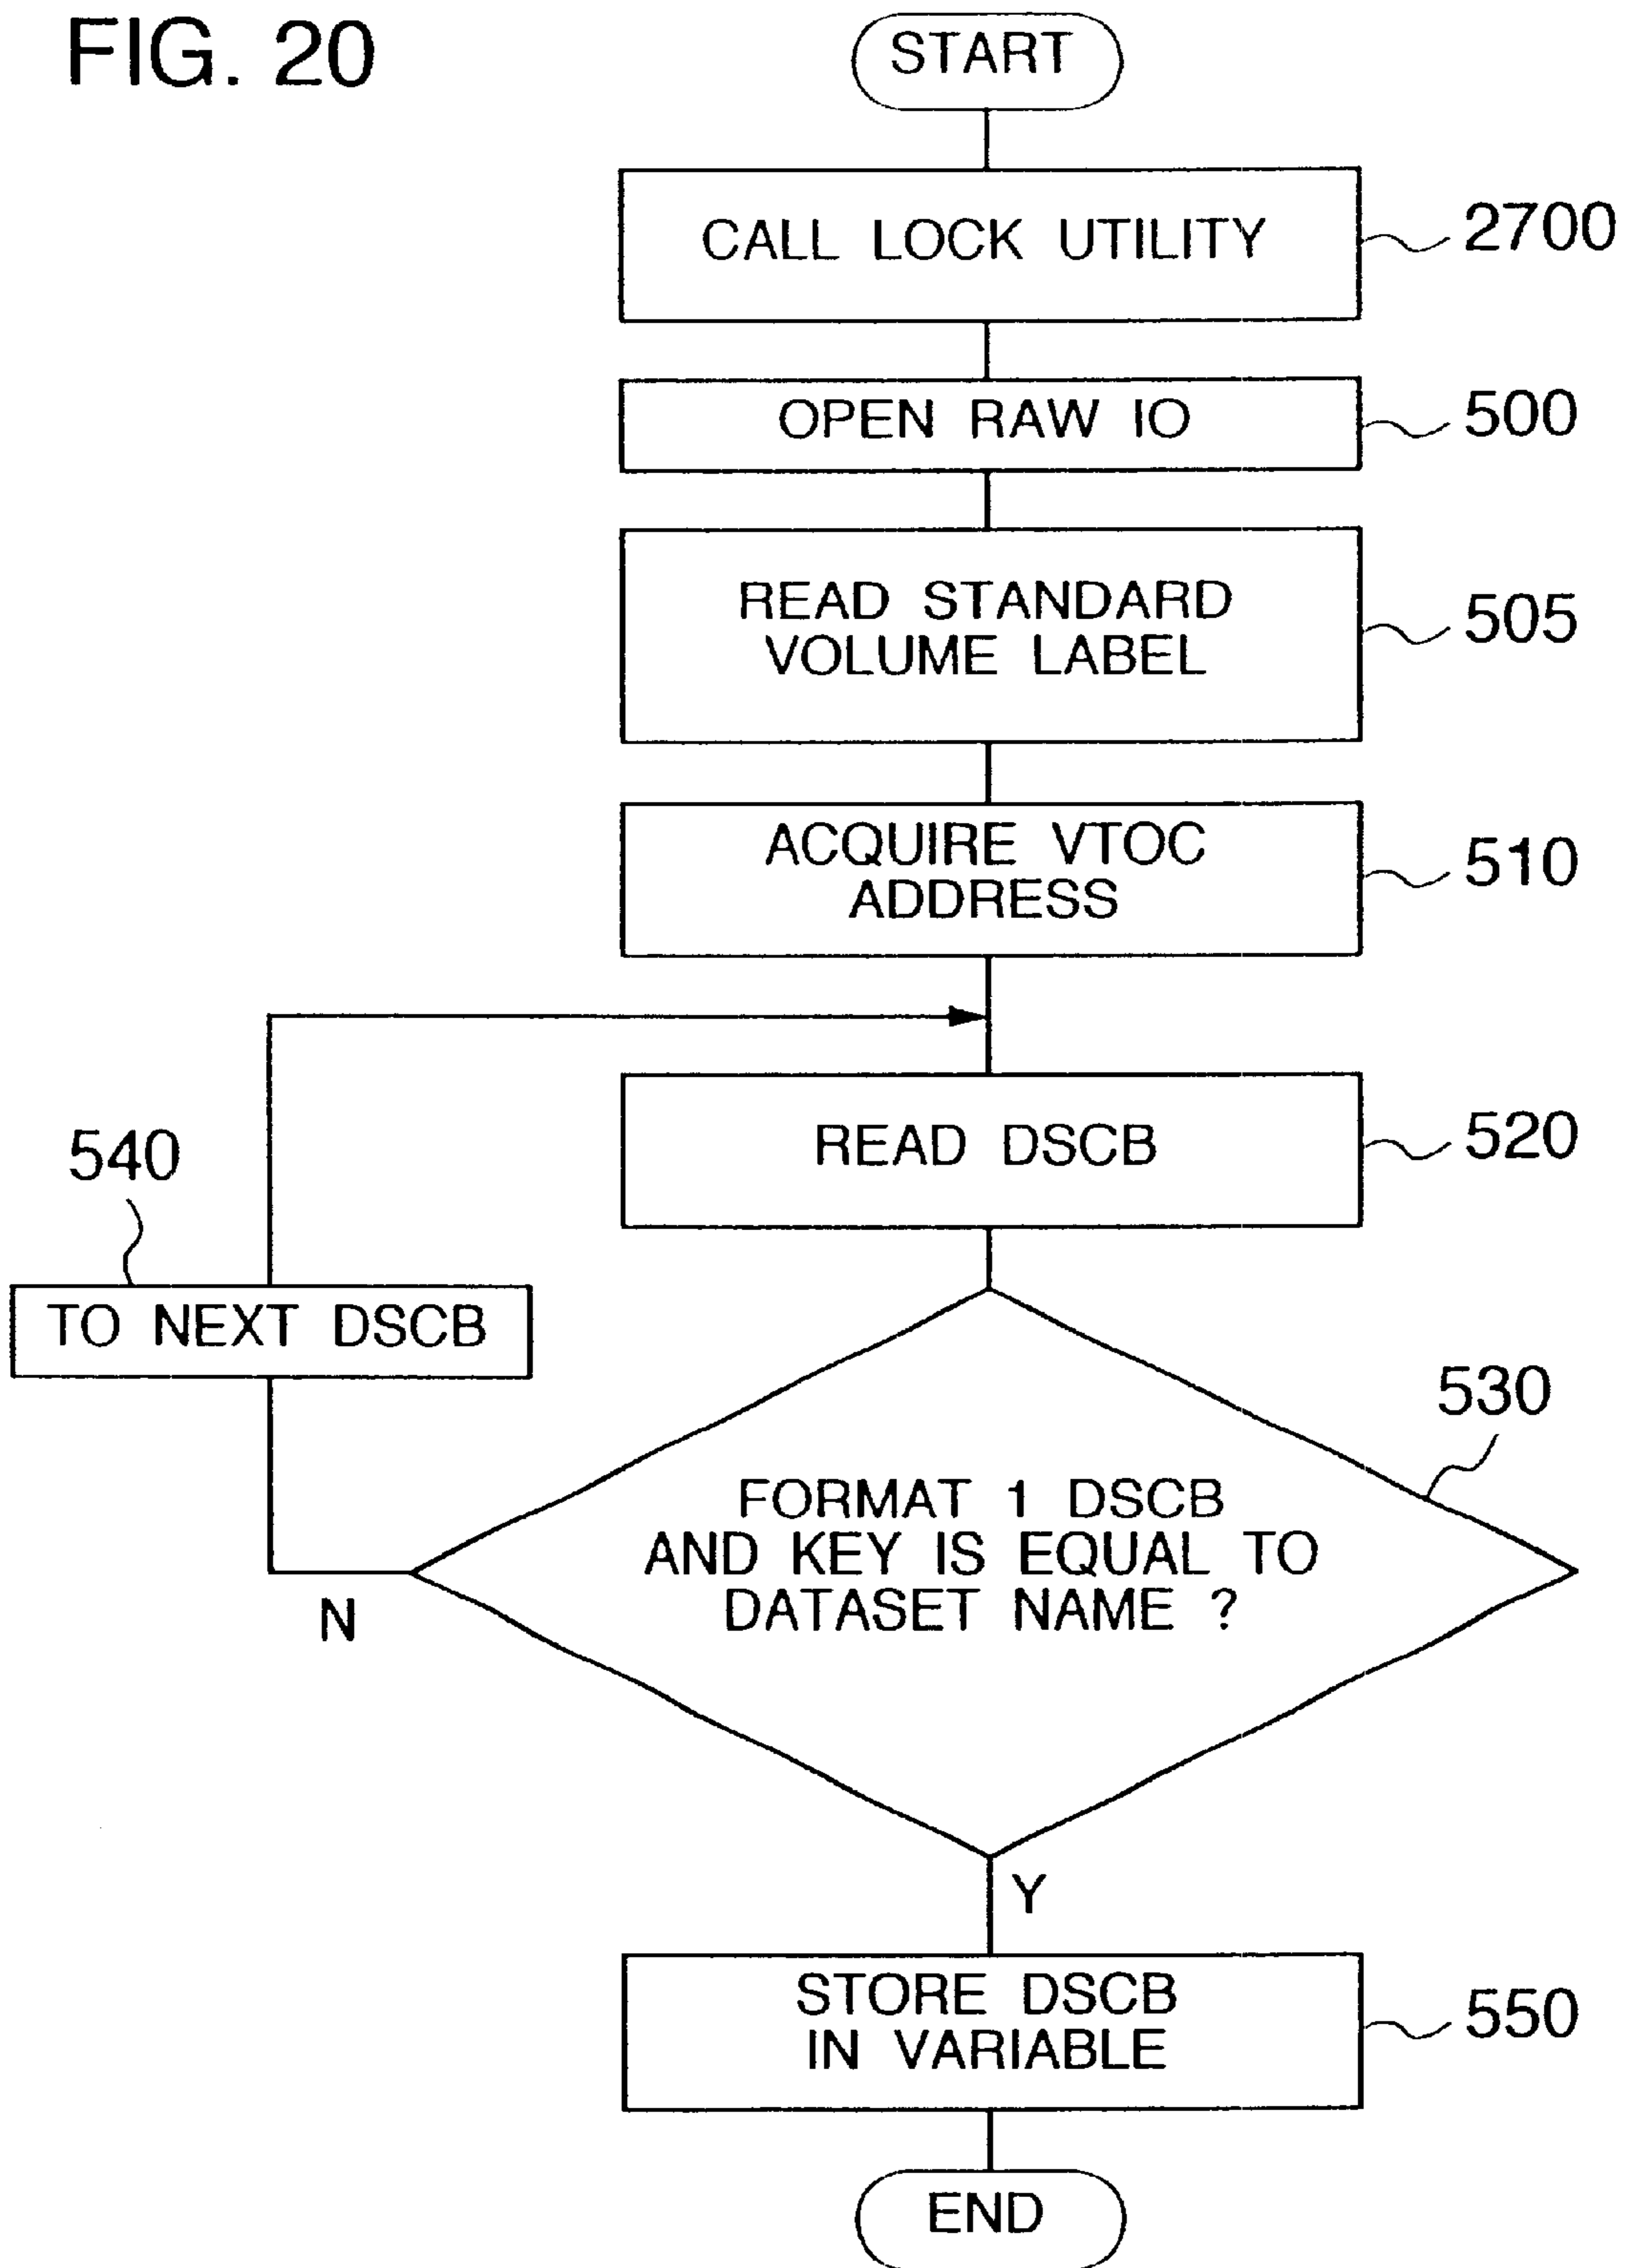 FIG. 20
START
CALL LOCK UTILITY
2700
OPEN RAW IO
500
READ STANDARD
VOLUME LABEL
505
ACQUIRE VTOC
ADDRESS
510
READ DSCB
520
540
TO NEXT DSCB
530
FORMAT 1 DSCB
AND KEY IS EQUAL TO
DATASET NAME ?
N
Y
STORE DSCB
IN VARIABLE
550
END